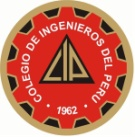 COLEGIO DE INGENIEROS DEL PERU
CIP
• 1962 •